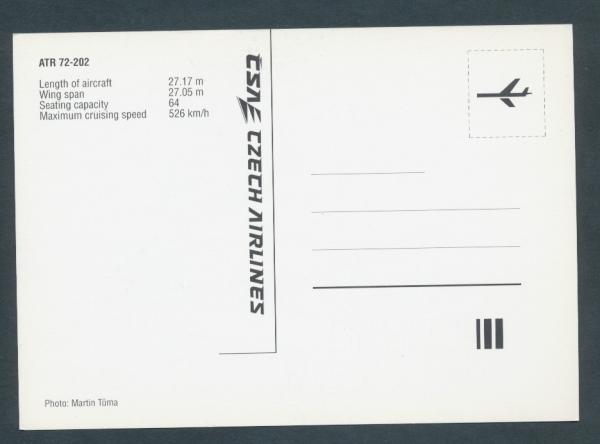 ATR 72-202
Length of aircraft 27.17 m
Wing span 27.05 m
Seating capacity 64
Maximum cruising speed 526 km/h
ČSA CZECH AIRLINES
Photo: Martin Tůma